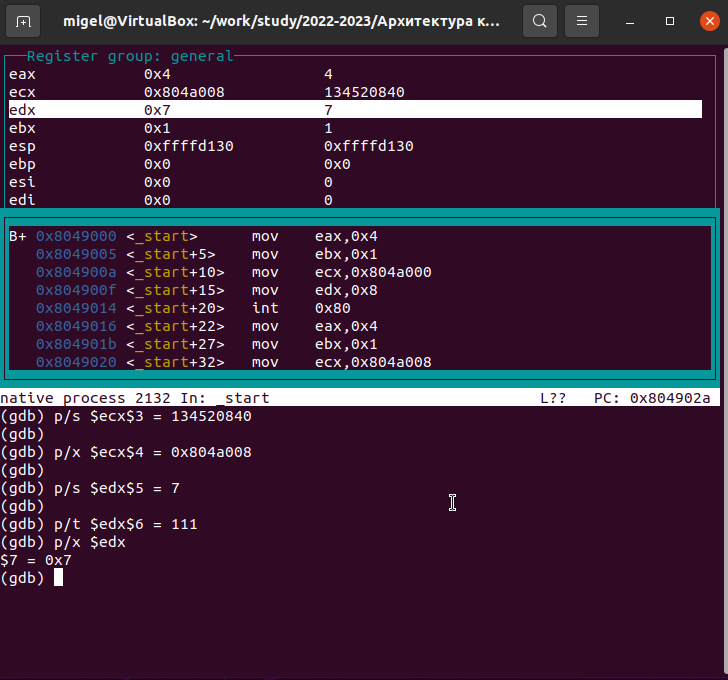 migel@VirtualBox: ~/work/study/2022-2023/Архитектура к...
Register group: general
eax 0x4 4
ecx 0x804a008 134520840
edx 0x7 7
ebx 0x1 1
esp 0xffffd130 0xffffd130
ebp 0x0 0x0
esi 0x0 0
edi 0x0 0
B+ 0x8049000 <_start> mov eax,0x4
0x8049005 <_start+5> mov ebx,0x1
0x804900a <_start+10> mov ecx,0x804a000
0x804900f <_start+15> mov edx,0x8
0x8049014 <_start+20> int 0x80
0x8049016 <_start+22> mov eax,0x4
0x804901b <_start+27> mov ebx,0x1
0x8049020 <_start+32> mov ecx,0x804a008
native process 2132 In: _start L?? PC: 0x804902a
(gdb) p/s $ecx$3 = 134520840
(gdb)
(gdb) p/x $ecx$4 = 0x804a008
(gdb)
(gdb) p/s $edx$5 = 7
(gdb)
(gdb) p/t $edx$6 = 111
(gdb) p/x $edx
$7 = 0x7
(gdb)